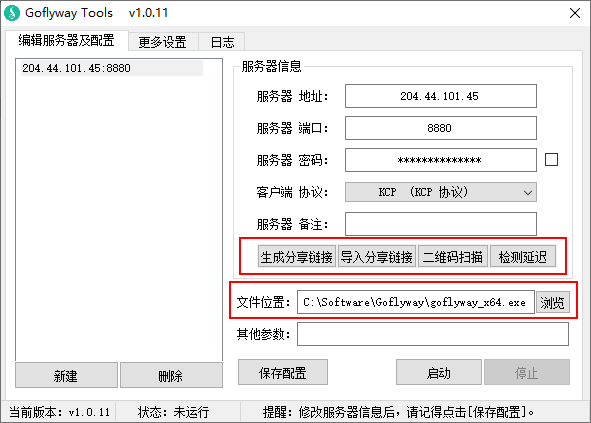 Goflyway Tools v1.0.11
编辑服务器及配置 更多设置 日志
204.44.101.45:8880
服务器信息
服务器 地址: 204.44.101.45
服务器 端口: 8880
服务器 密码: **************
客户端 协议: KCP (KCP 协议)
服务器 备注:
生成分享链接 导入分享链接 二维码扫描 检测延迟
文件位置: C:\Software\Goflyway\goflyway_x64.exe 浏览
其他参数:
新建 删除 保存配置 启动 停止
当前版本: v1.0.11 状态: 未运行 提醒: 修改服务器信息后, 请记得点击[保存配置]。